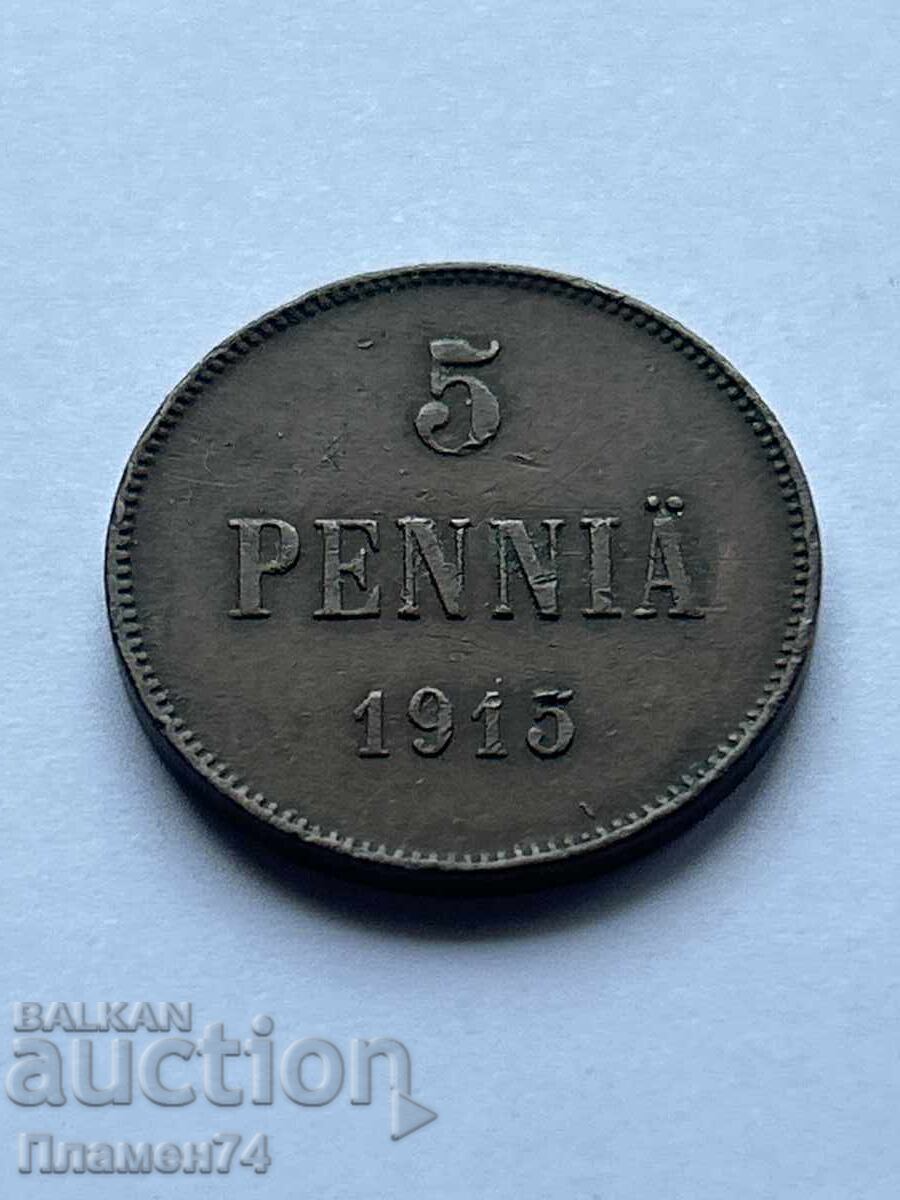 5
PENNIÄ
1915
BALKAN
auction
Пламен74